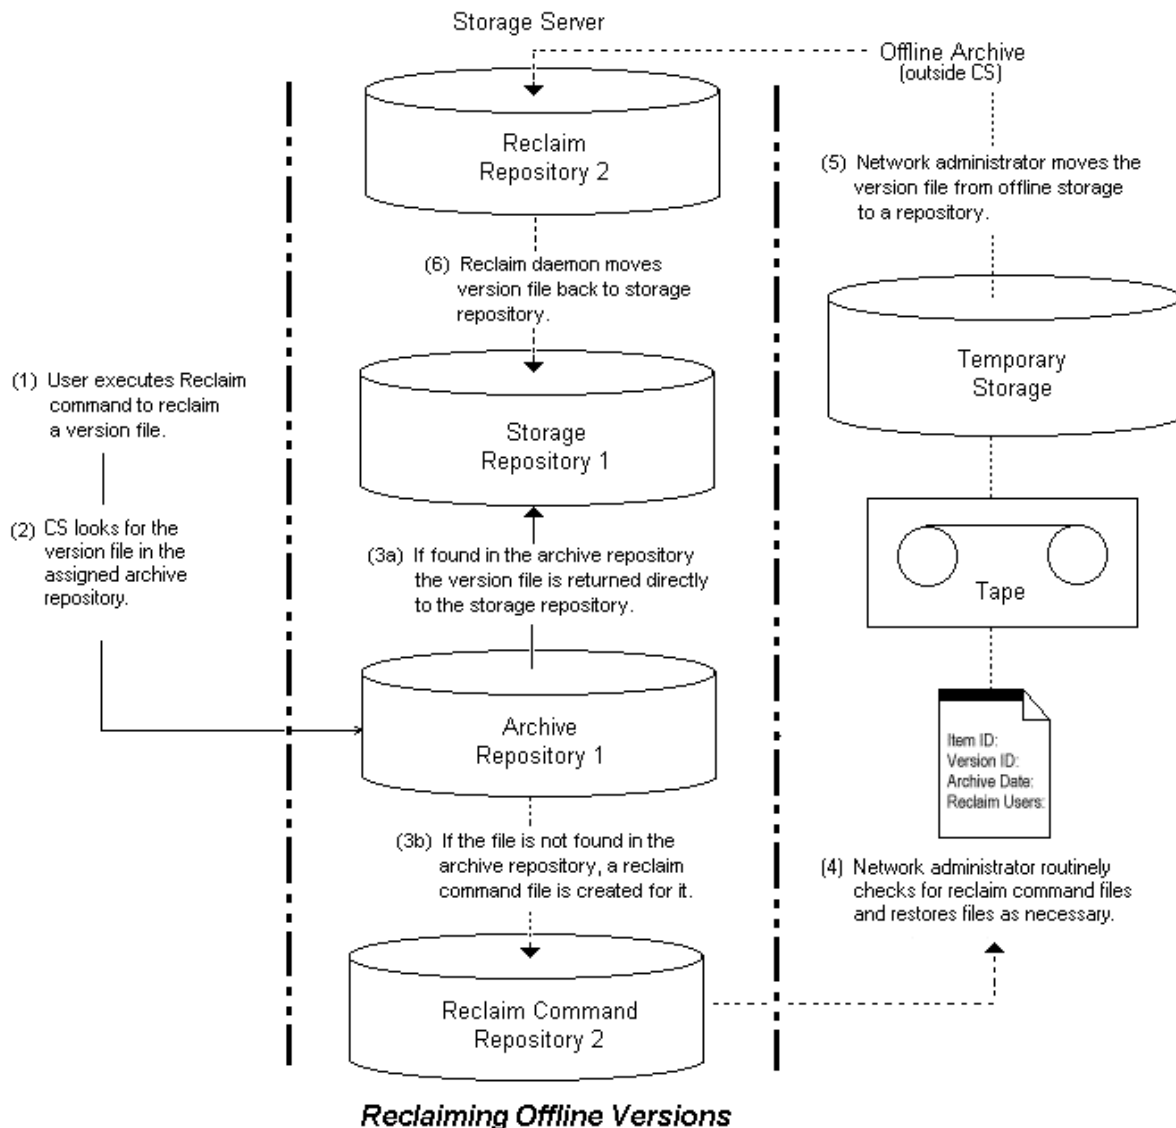 Storage Server
Offline Archive
(outside CS)
Reclaim
Repository 2
(5) Network administrator moves the
version file from offline storage
to a repository.
(6) Reclaim daemon moves
version file back to storage
repository.
Temporary
Storage
(1) User executes Reclaim
command to reclaim
a version file.
Storage
Repository 1
(2) CS looks for the
version file in the
assigned archive
repository.
(3a) If found in the archive repository
the version file is returned directly
to the storage repository.
Tape
Archive
Repository 1
Item ID:
Version ID:
Archive Date:
Reclaim Users:
(3b) If the file is not found in the
archive repository, a reclaim
command file is created for it.
(4) Network administrator routinely
checks for reclaim command files
and restores files as necessary.
Reclaim Command
Repository 2
Reclaiming Offline Versions